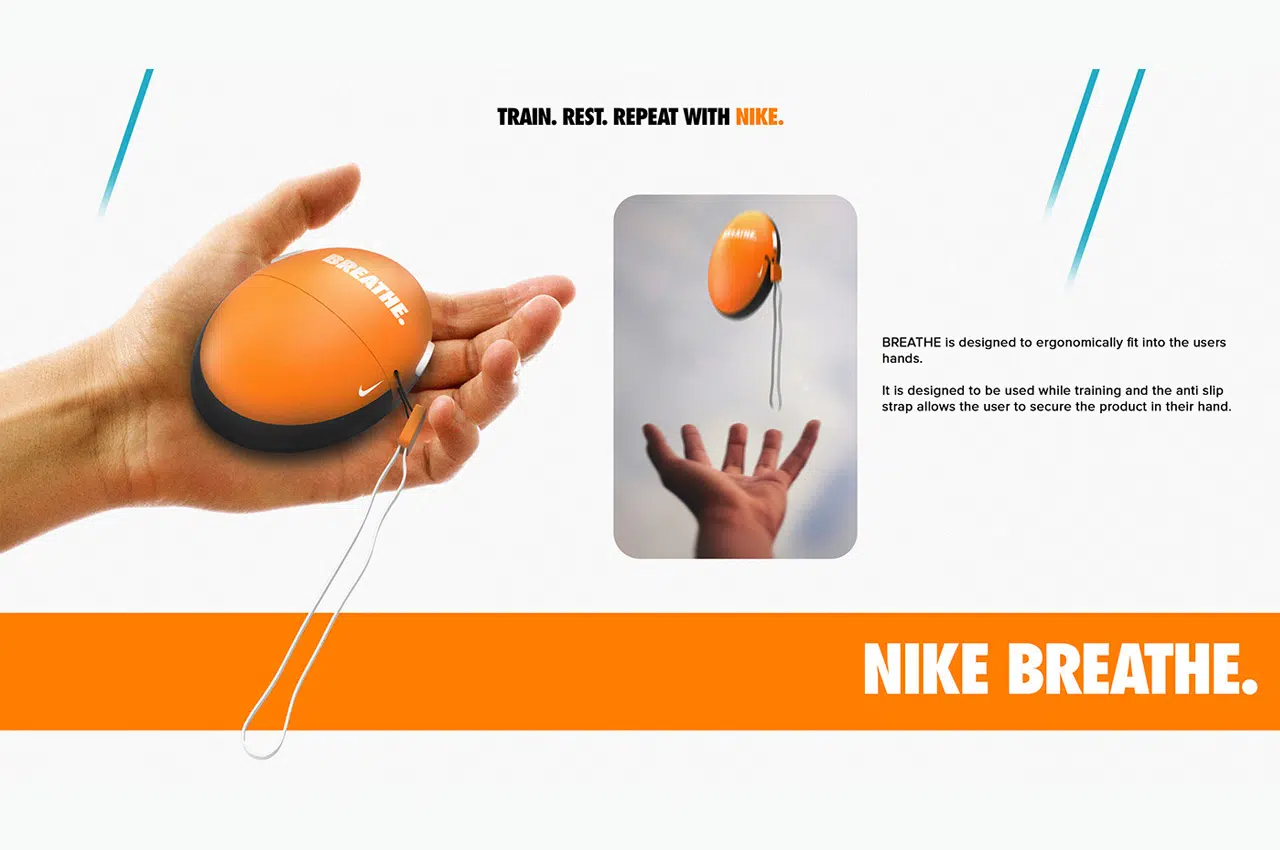 TRAIN. REST. REPEAT WITH NIKE.
BREATHE.
BREATHE.
BREATHE is designed to ergonomically fit into the users
hands.
It is designed to be used while training and the anti slip
strap allows the user to secure the product in their hand.
NIKE BREATHE.